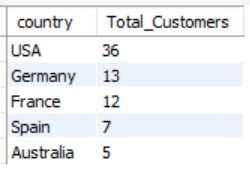 country Total_Customers
USA 36
Germany 13
France 12
Spain 7
Australia 5